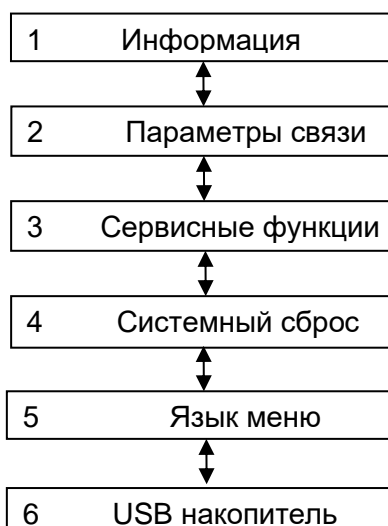 1 Информация
2 Параметры связи
3 Сервисные функции
4 Системный сброс
5 Язык меню
6 USB накопитель